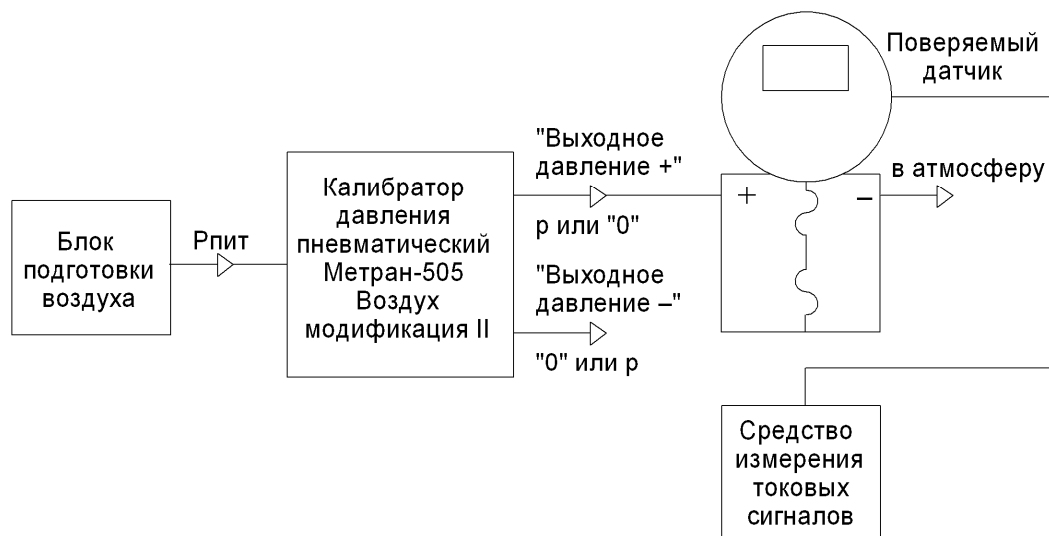 Блок
подготовки
воздуха
Pпит
Калибратор
давления
пневматический
Метран-505
Воздух
модификация II
"Выходное
давление +"
p или "0"
"Выходное
давление –"
"0" или p
+
–
Поверяемый
датчик
в атмосферу
Средство
измерения
токовых
сигналов